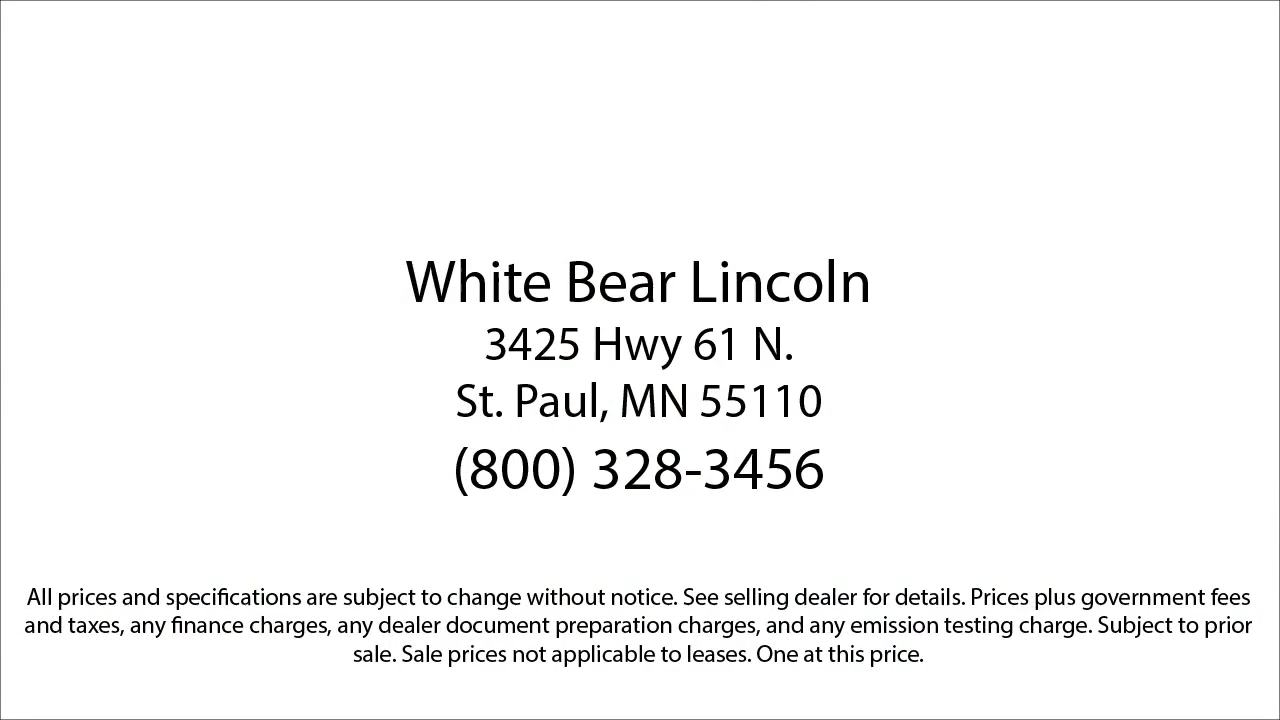 White Bear Lincoln
3425 Hwy 61 N.
St. Paul, MN 55110
(800) 328-3456
All prices and specifications are subject to change without notice. See selling dealer for details. Prices plus government fees
and taxes, any finance charges, any dealer document preparation charges, and any emission testing charge. Subject to prior
sale. Sale prices not applicable to leases. One at this price.